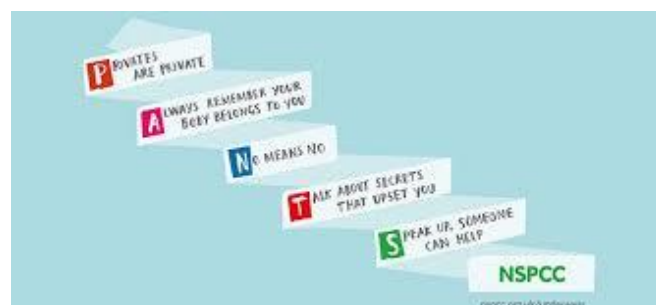 PRIVATES
ARE PRIVATE
ALWAYS REMEMBER YOUR
BODY BELONGS TO YOU
NO MEANS NO
TALK ABOUT SECRETS
THAT UPSET YOU
SPEAK UP, SOMEONE
CAN HELP
NSPCC